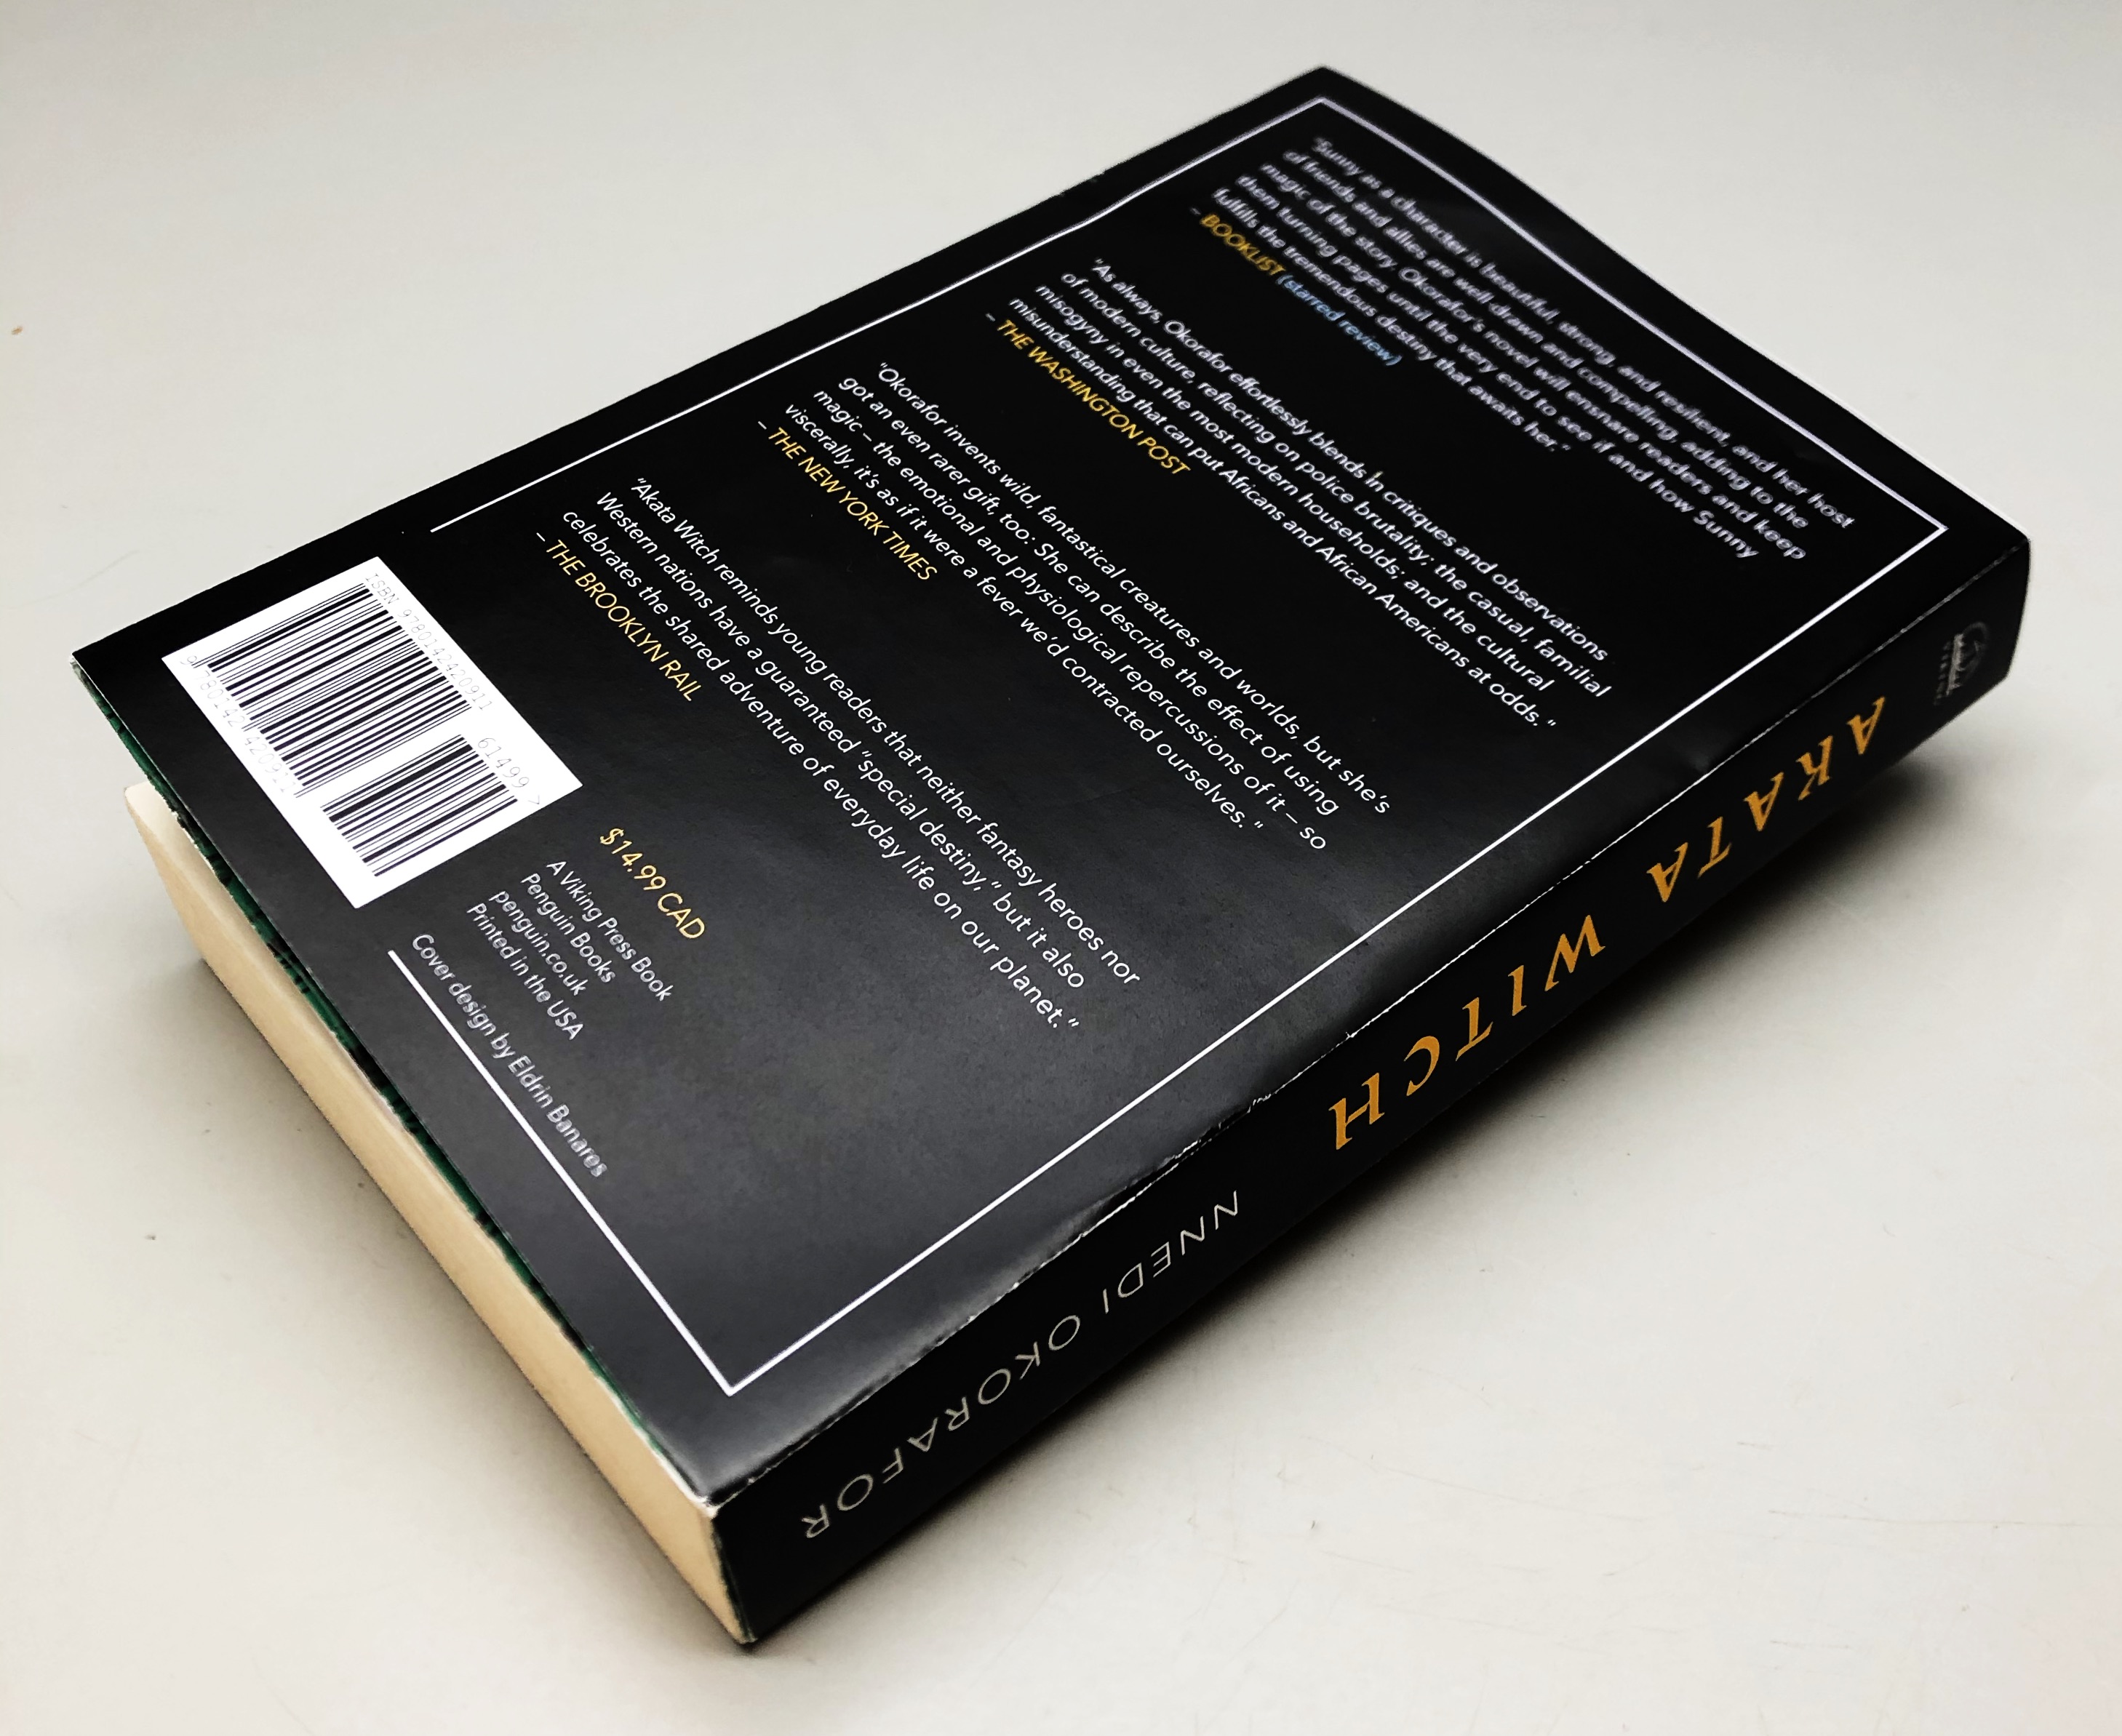 "Sunny as a character is beautiful, strong, and resilient, and her host
of friends and allies are well-drawn and compelling, adding to the
magic of the story. Okorafor's novel will ensnare readers and keep
them turning pages until the very end to see if and how Sunny
fulfills the tremendous destiny that awaits her."
– BOOKLIST (starred review)
"As always, Okorafor effortlessly blends in critiques and observations
of modern culture, reflecting on police brutality; the casual, familial
misogyny in even the most modern households; and the cultural
misunderstanding that can put Africans and African Americans at odds."
– THE WASHINGTON POST
"Okorafor invents wild, fantastical creatures and worlds, but she's
got an even rarer gift, too: She can describe the effect of using
magic – the emotional and physiological repercussions of it – so
viscerally, it's as if it were a fever we'd contracted ourselves."
– THE NEW YORK TIMES
"Akata Witch reminds young readers that neither fantasy heroes nor
Western nations have a guaranteed "special destiny," but it also
celebrates the shared adventure of everyday life on our planet."
– THE BROOKLYN RAIL
ISBN
61499 >
9 780142 420911
$14.99 CAD
A Viking Press Book
Penguin Books
penguin.co.uk
Printed in the USA
Cover design by Eldrin Banares
AKATA WITCH
NNEDI OKORAFOR